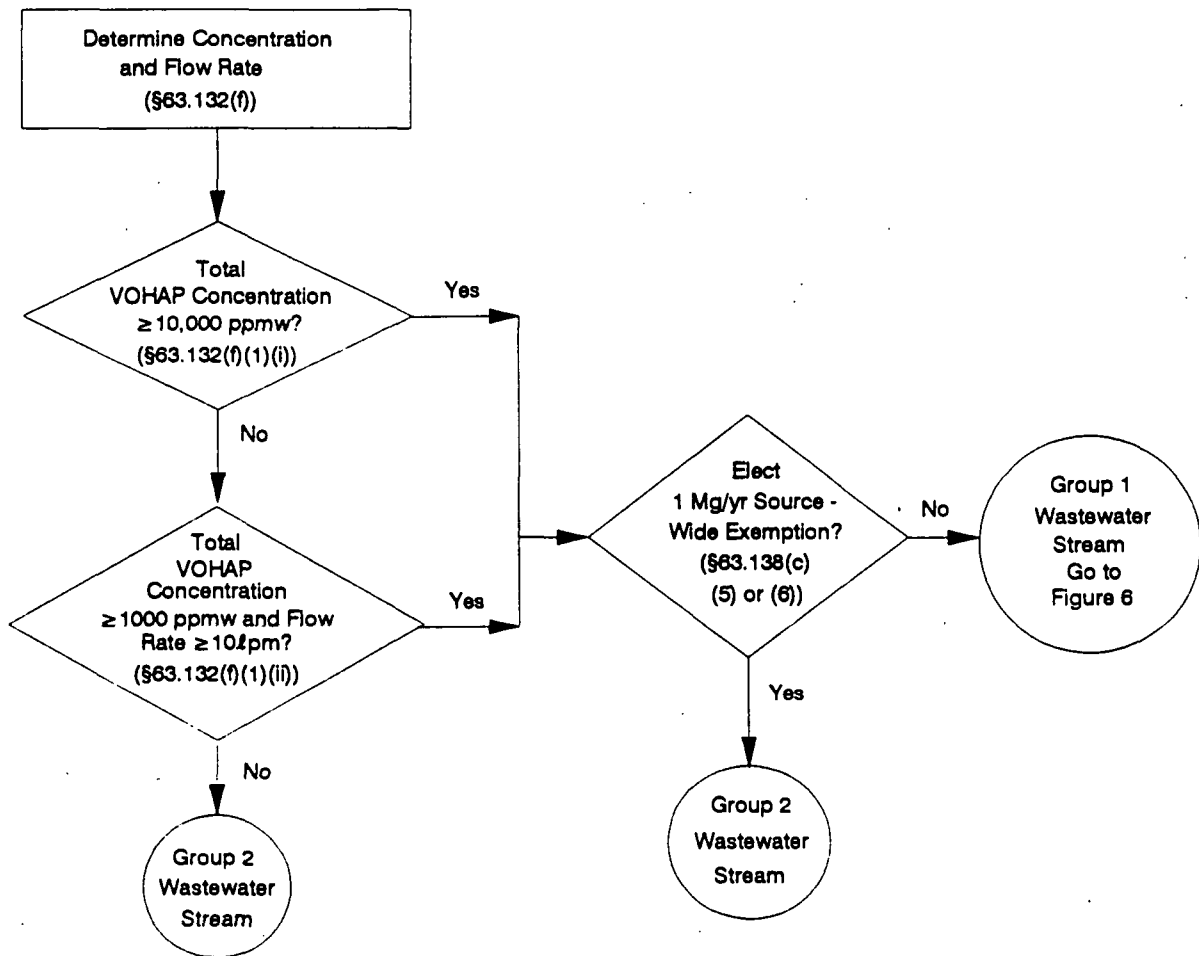 Determine Concentration
and Flow Rate
(§63.132(f))
Total
VOHAP Concentration
≥ 10,000 ppmw?
(§63.132(f)(1)(i))
Yes
No
Total
VOHAP
Concentration
≥ 1000 ppmw and Flow
Rate ≥ 10ℓpm?
(§63.132(f)(1)(ii))
Yes
No
Group 2
Wastewater
Stream
Elect
1 Mg/yr Source -
Wide Exemption?
(§63.138(c)
(5) or (6))
No
Yes
Group 1
Wastewater
Stream
Go to
Figure 6
Group 2
Wastewater
Stream